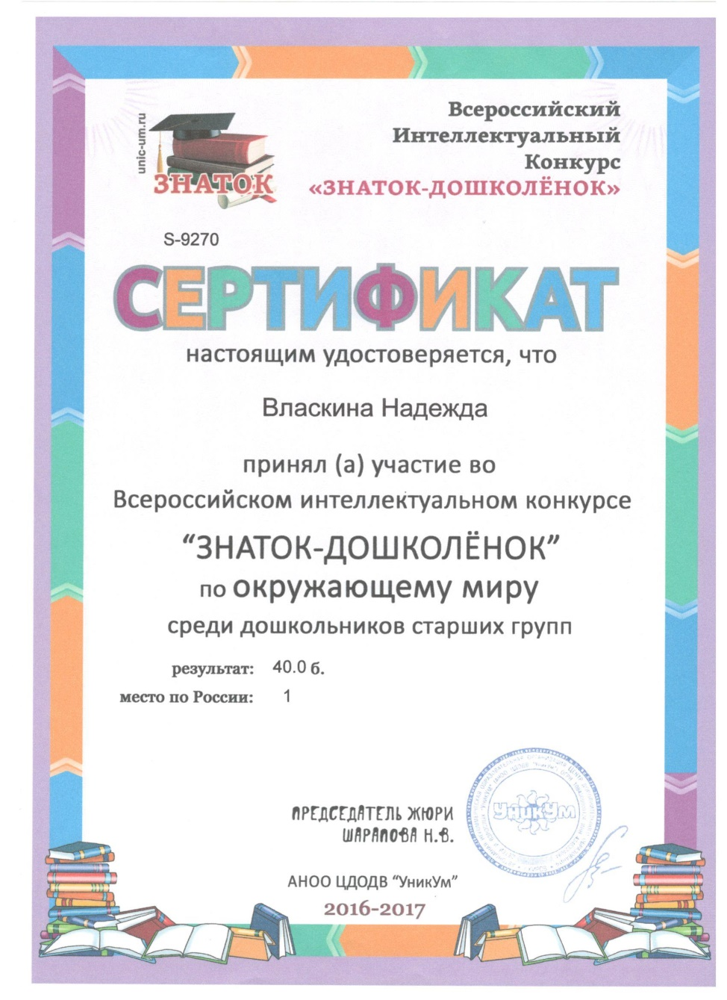 unic-um.ru
ЗНАТОК
Всероссийский
Интеллектуальный
Конкурс
«ЗНАТОК-ДОШКОЛЁНОК»
S-9270
СЕРТИФИКАТ
настоящим удостоверяется, что
Власкина Надежда
принял (а) участие во
Всероссийском интеллектуальном конкурсе
“ЗНАТОК-ДОШКОЛЁНОК”
по окружающему миру
среди дошкольников старших групп
результат: 40.0 б.
место по России: 1
ПРЕДСЕДАТЕЛЬ ЖЮРИ
ШАРАПОВА Н.В.
УникУм
АНОО ЦДОДВ “УникУм”
2016-2017